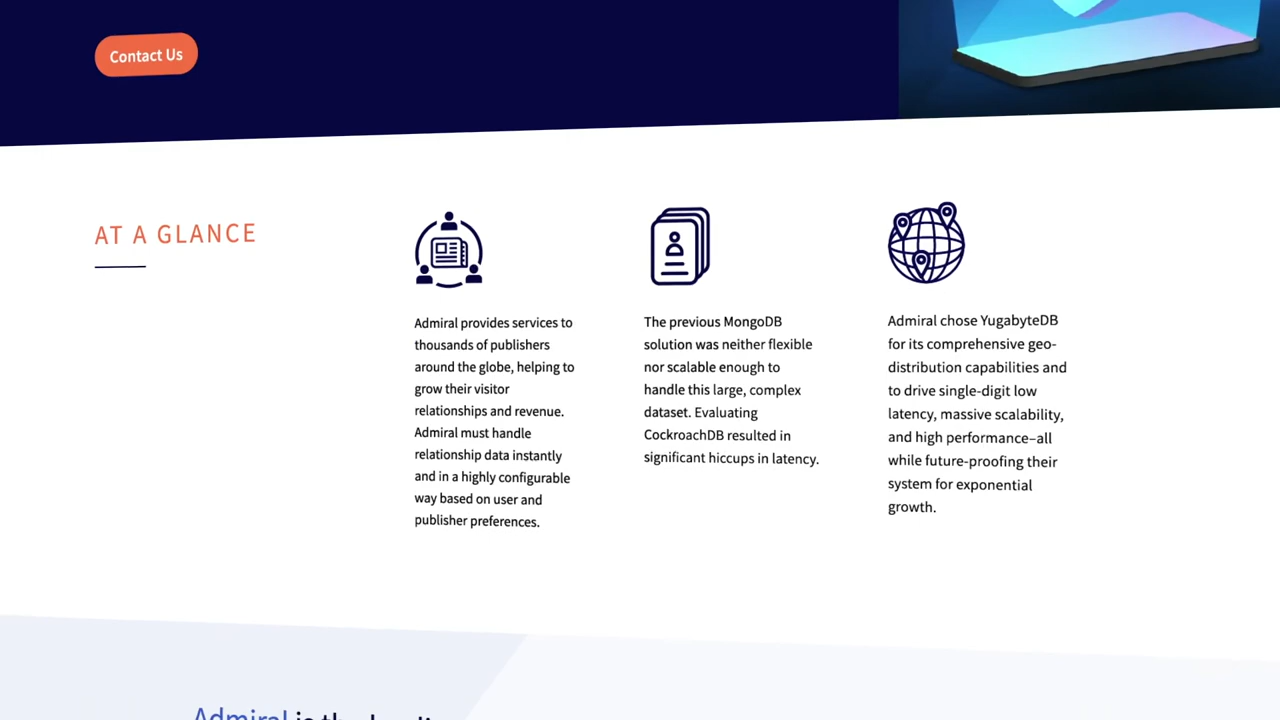 Contact Us
AT A GLANCE
Admiral provides services to
thousands of publishers
around the globe, helping to
grow their visitor
relationships and revenue.
Admiral must handle
relationship data instantly
and in a highly configurable
way based on user and
publisher preferences.
The previous MongoDB
solution was neither flexible
nor scalable enough to
handle this large, complex
dataset. Evaluating
CockroachDB resulted in
significant hiccups in latency.
Admiral chose YugabyteDB
for its comprehensive geo-
distribution capabilities and
to drive single-digit low
latency, massive scalability,
and high performance–all
while future-proofing their
system for exponential
growth.
Admiral is the